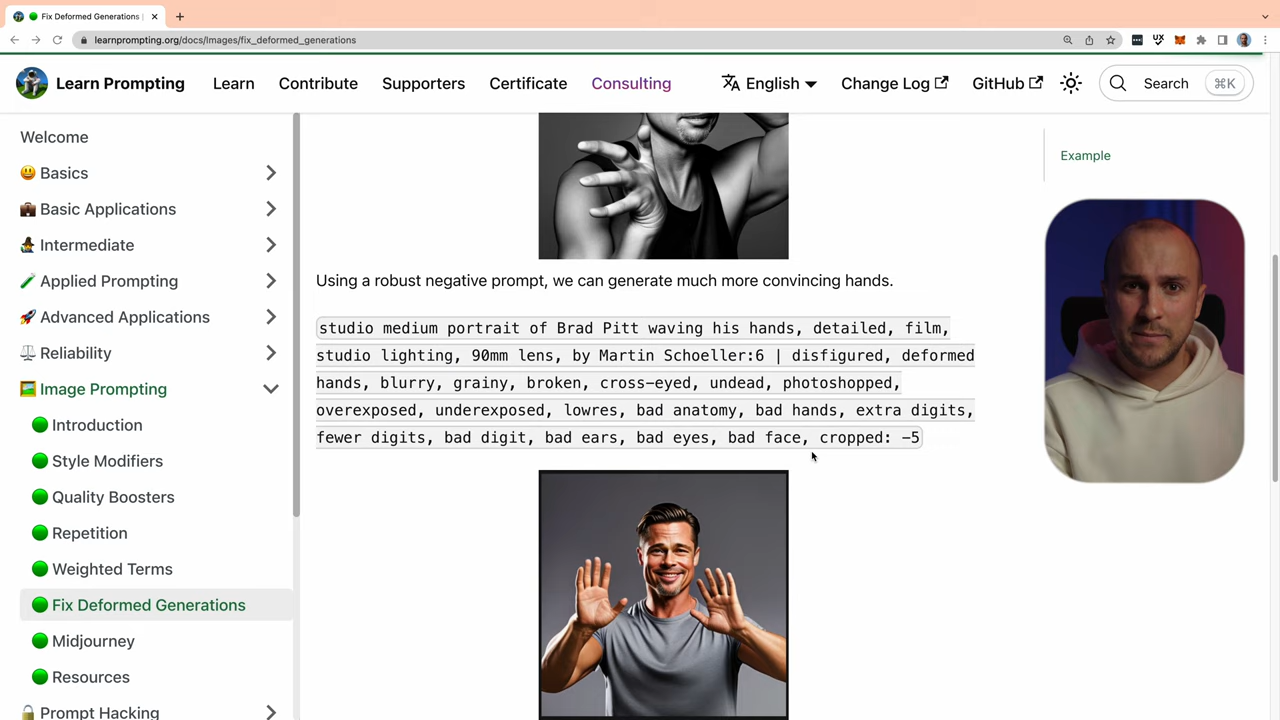 Fix Deformed Generations |
learnprompting.org/docs/Images/fix_deformed_generations
UX
Learn Prompting
Learn
Contribute
Supporters
Certificate
Consulting
English
Change Log
GitHub
Search
⌘K
Welcome
Basics
Basic Applications
Intermediate
Applied Prompting
Advanced Applications
Reliability
Image Prompting
Introduction
Style Modifiers
Quality Boosters
Repetition
Weighted Terms
Fix Deformed Generations
Midjourney
Resources
Prompt Hacking
Using a robust negative prompt, we can generate much more convincing hands.
studio medium portrait of Brad Pitt waving his hands, detailed, film,
studio lighting, 90mm lens, by Martin Schoeller:6 | disfigured, deformed
hands, blurry, grainy, broken, cross-eyed, undead, photoshopped,
overexposed, underexposed, lowres, bad anatomy, bad hands, extra digits,
fewer digits, bad digit, bad ears, bad eyes, bad face, cropped: -5
Example